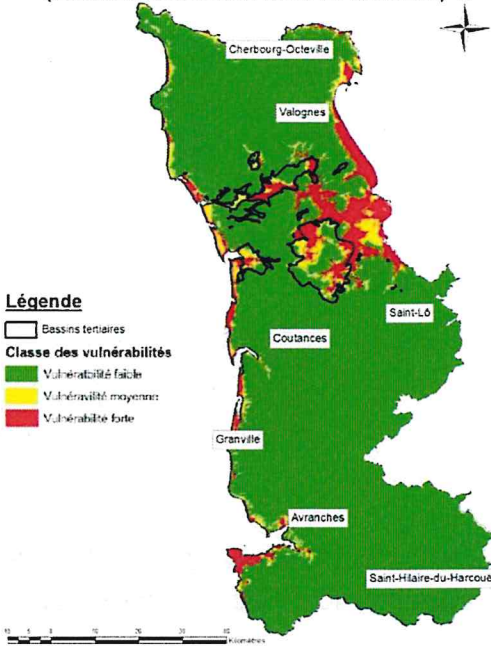 Cherbourg-Octeville
Valognes
Saint-Lô
Coutances
Granville
Avranches
Saint-Hilaire-du-Harcouë
Légende
Bassins tertiaires
Classe des vulnérabilités
Vulnérabilité faible
Vulnéravilité moyenne
Vulnérabilité forte
Kilomètres